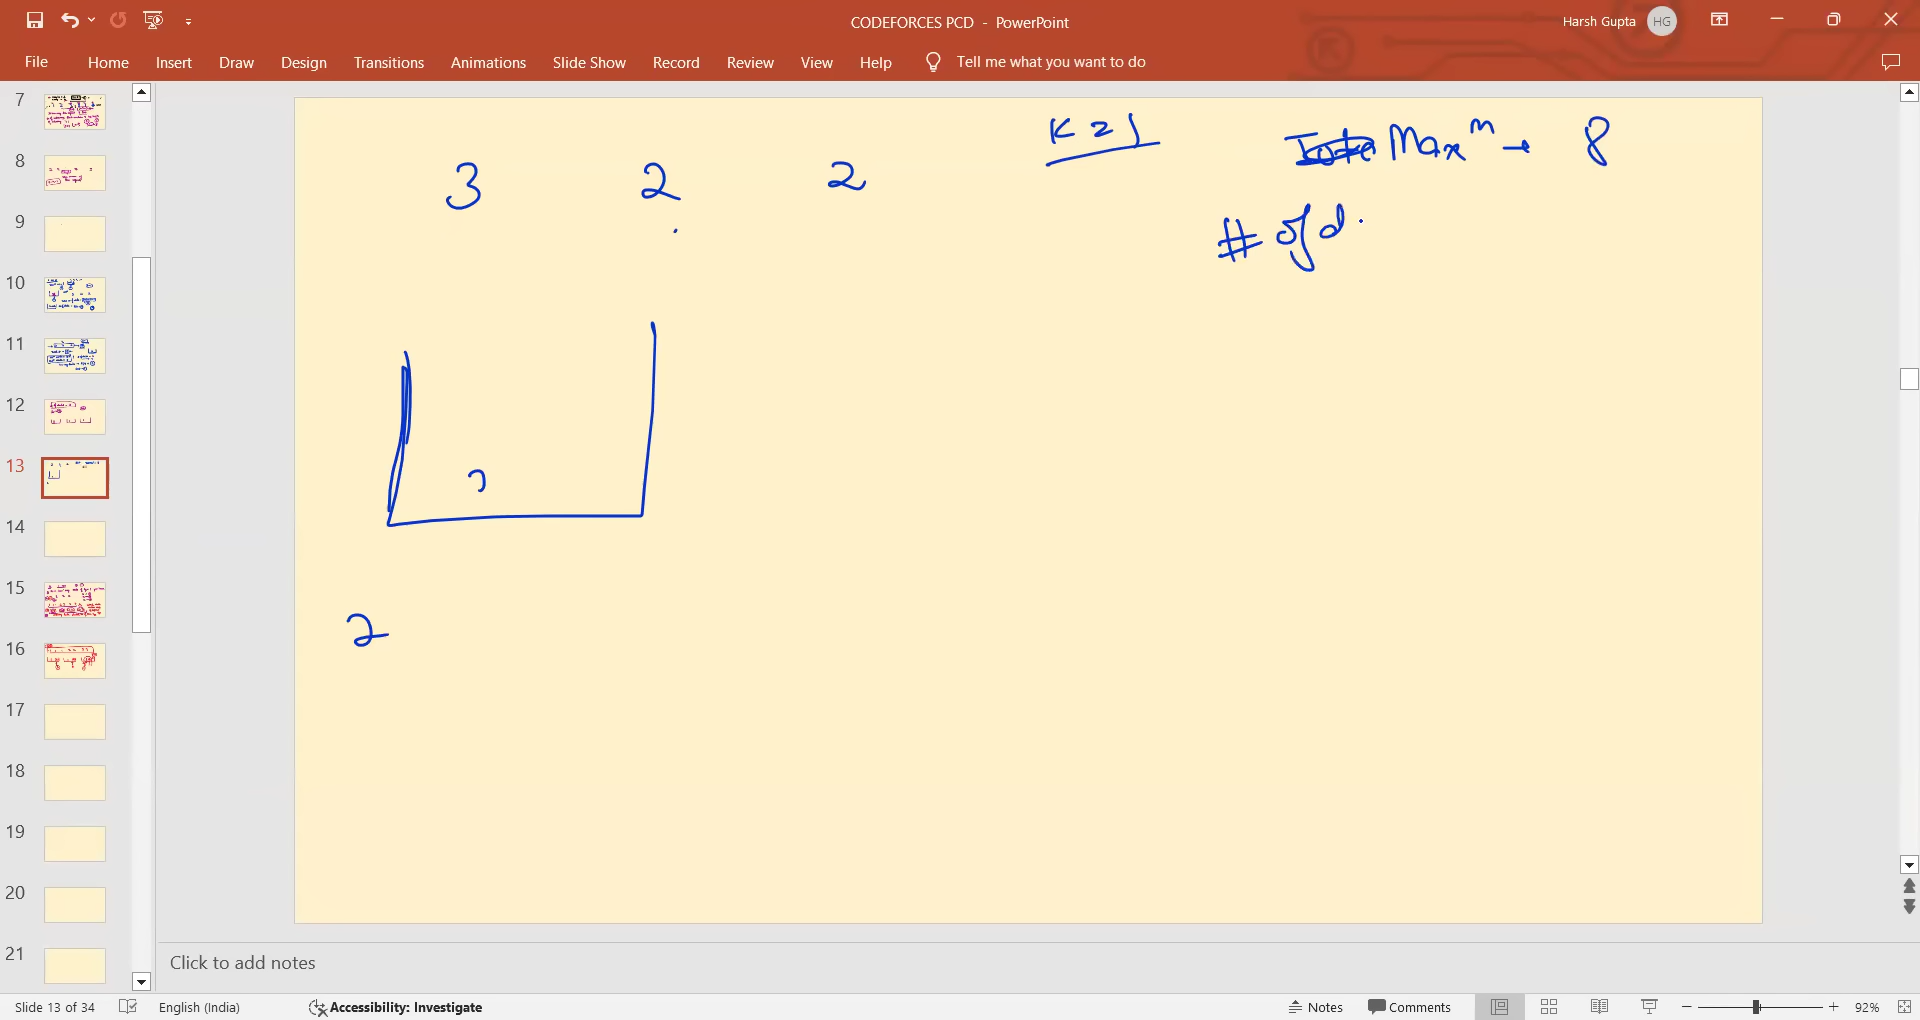 CODEFORCES PCD - PowerPoint
Harsh Gupta HG
File Home Insert Draw Design Transitions Animations Slide Show Record Review View Help Tell me what you want to do
7
8
9
10
11
12
13
14
15
16
17
18
19
20
21
K = 1
Max^m → 8
3 2 2
# of d
2
Click to add notes
Slide 13 of 34 English (India) Accessibility: Investigate Notes Comments 92%